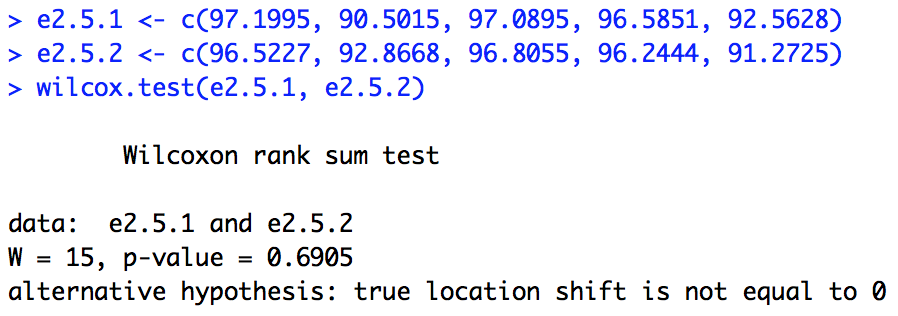 > e2.5.1 <- c(97.1995, 90.5015, 97.0895, 96.5851, 92.5628)
> e2.5.2 <- c(96.5227, 92.8668, 96.8055, 96.2444, 91.2725)
> wilcox.test(e2.5.1, e2.5.2)
Wilcoxon rank sum test
data:  e2.5.1 and e2.5.2
W = 15, p-value = 0.6905
alternative hypothesis: true location shift is not equal to 0